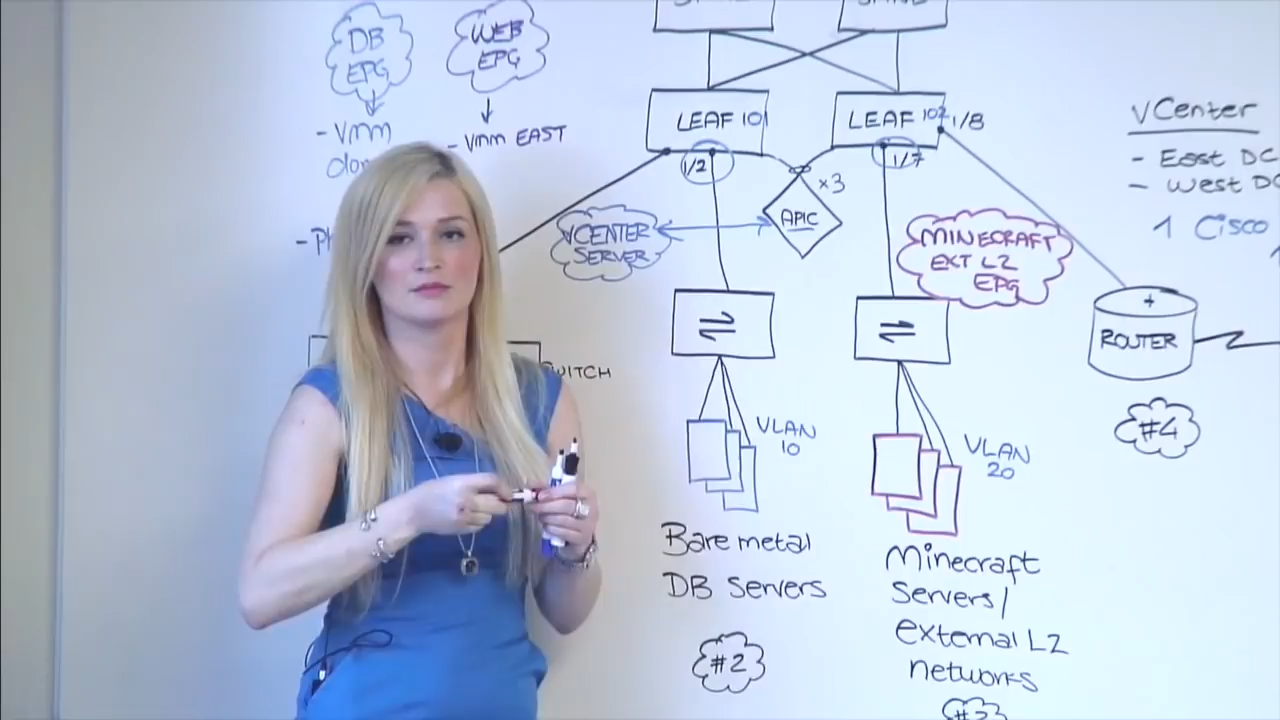 DB
EPG
- Vmm
WEB
EPG
- Vmm EAST
LEAF 101
1/2
LEAF 102
1/8
1/7
x3
APIC
VCENTER
SERVER
MINECRAFT
EXT L2
EPG
vCenter
- East DC
- West DC
1 Cisco
ROUTER
#4
VLAN
10
VLAN
20
Bare metal
DB Servers
#2
Minecraft
Servers/
external L2
networks